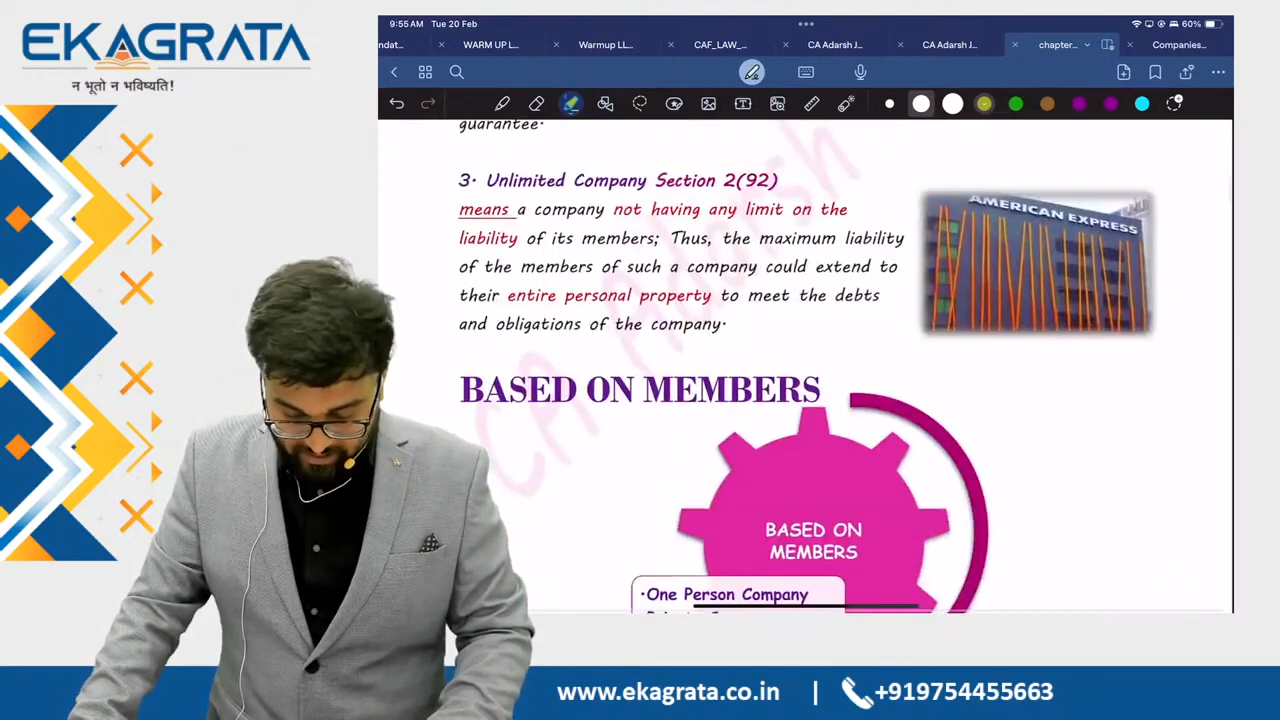 EKAGRATA
न भूतो न भविष्यति!
9:55 AM Tue 20 Feb
60%
ndat...
WARM UP L...
Warmup LL...
CAF_LAW_...
CA Adarsh J...
CA Adarsh J...
chapter...
Companies...
guarantee.
3. Unlimited Company Section 2(92)
means a company not having any limit on the
liability of its members; Thus, the maximum liability
of the members of such a company could extend to
their entire personal property to meet the debts
and obligations of the company.
AMERICAN EXPRESS
CA Adarsh
BASED ON MEMBERS
BASED ON
MEMBERS
•One Person Company
www.ekagrata.co.in | +919754455663